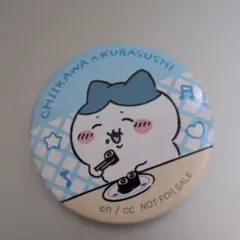 CHIIKAWA × KURASUSHI
©n / cc NOT FOR SALE